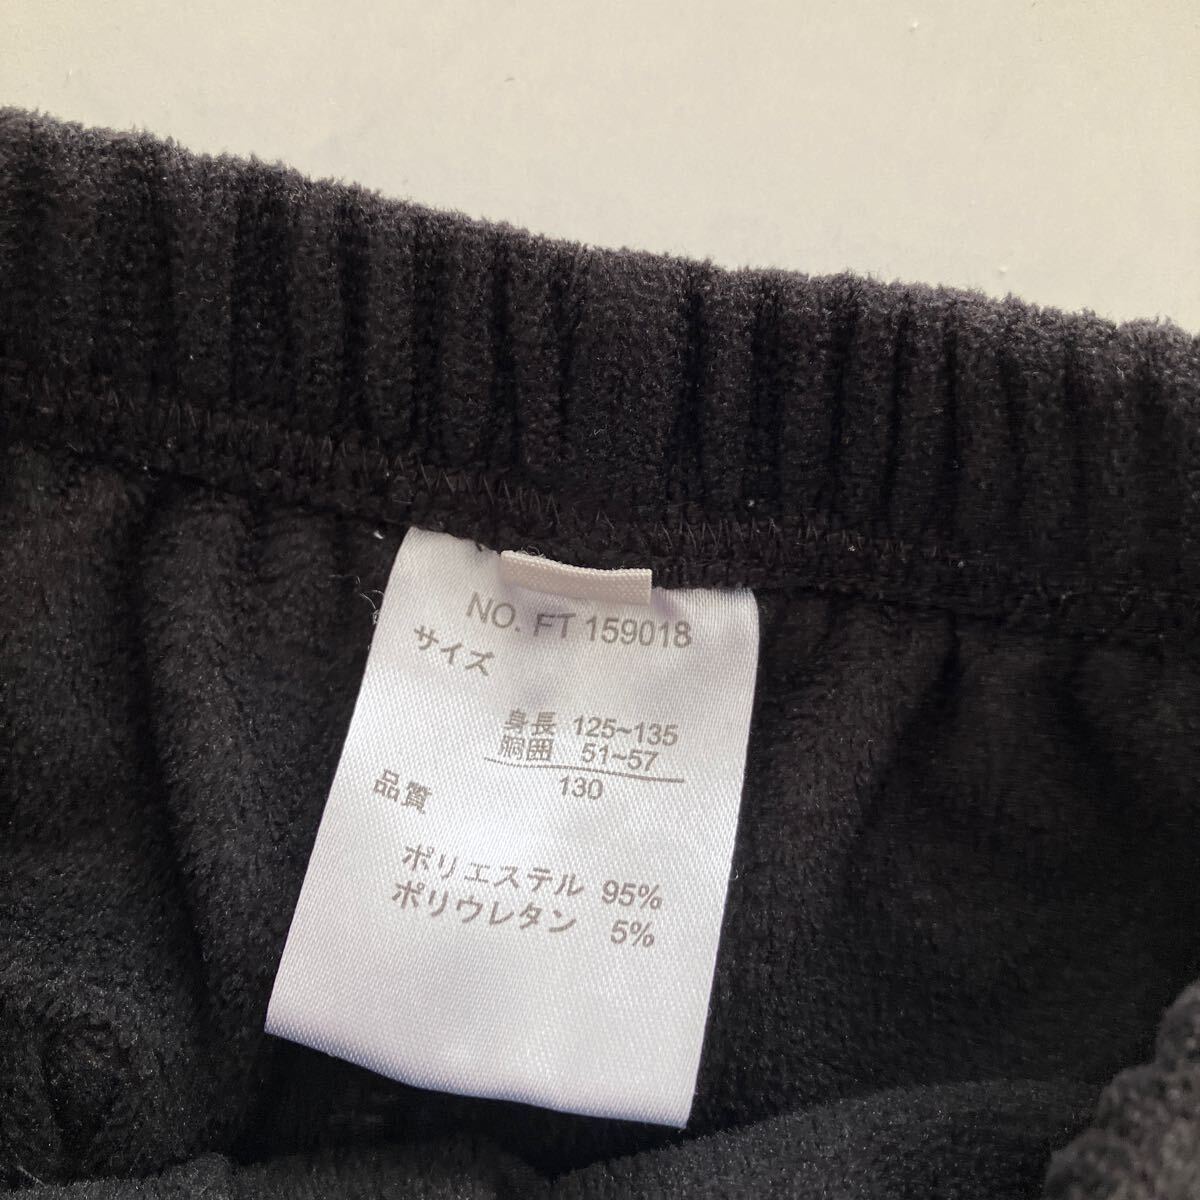 NO. FT 159018
サイズ
身長 125~135
胴囲 51~57
130
品質
ポリエステル 95%
ポリウレタン 5%